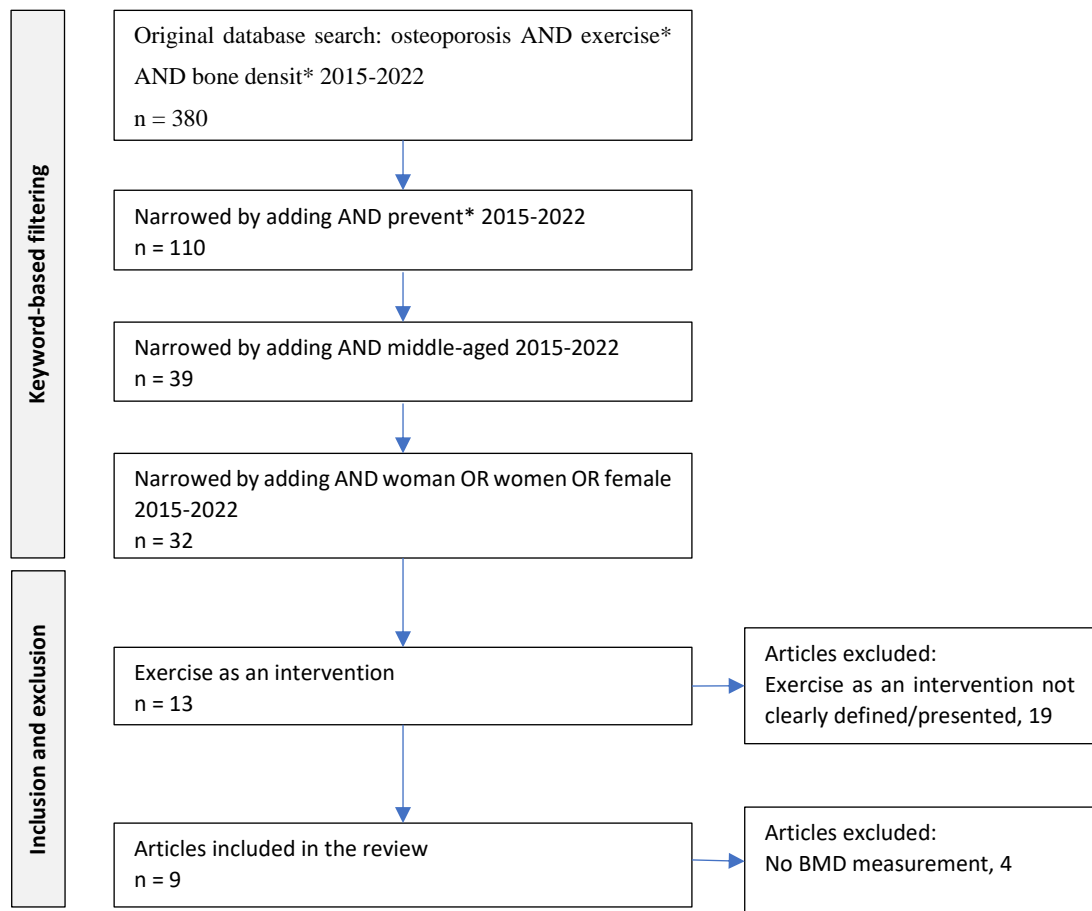 Keyword-based filtering
Original database search: osteoporosis AND exercise*
AND bone densit* 2015-2022
n = 380
Narrowed by adding AND prevent* 2015-2022
n = 110
Narrowed by adding AND middle-aged 2015-2022
n = 39
Narrowed by adding AND woman OR women OR female
2015-2022
n = 32
Inclusion and exclusion
Exercise as an intervention
n = 13
Articles excluded:
Exercise as an intervention not
clearly defined/presented, 19
Articles included in the review
n = 9
Articles excluded:
No BMD measurement, 4